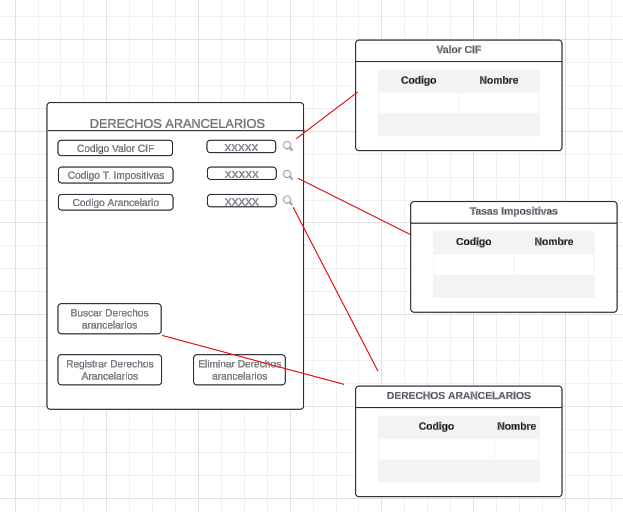 Valor CIF
Codigo Nombre
DERECHOS ARANCELARIOS
Codigo Valor CIF XXXXX
Codigo T. Impositivas XXXXX
Codigo Arancelario XXXXX
Tasas Impositivas
Codigo Nombre
Buscar Derechos
arancelarios
Registrar Derechos
Arancelarios
Eliminar Derechos
arancelarios
DERECHOS ARANCELARIOS
Codigo Nombre